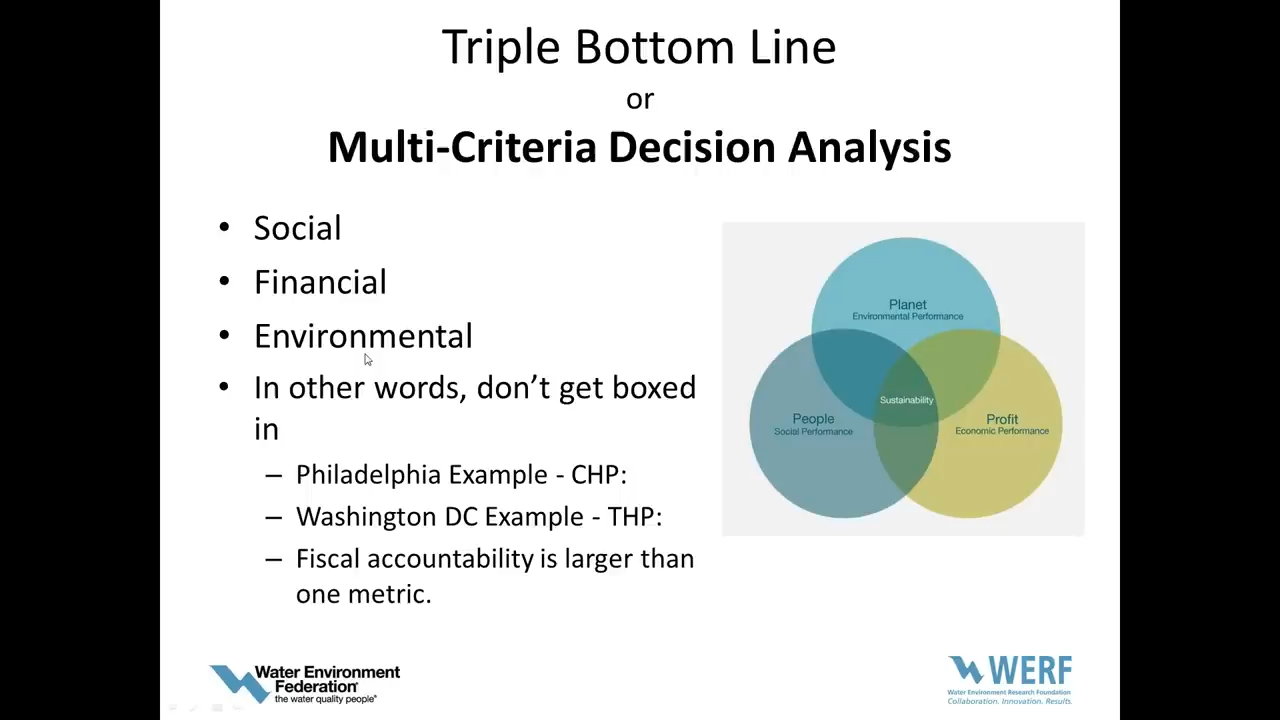 Triple Bottom Line
or
Multi-Criteria Decision Analysis
• Social
• Financial
• Environmental
• In other words, don’t get boxed
in
– Philadelphia Example - CHP:
– Washington DC Example - THP:
– Fiscal accountability is larger than
one metric.
Planet
Environmental Performance
Sustainability
People
Social Performance
Profit
Economic Performance
Water Environment
Federation®
the water quality people®
WERF
Water Environment Research Foundation
Collaboration. Innovation. Results.